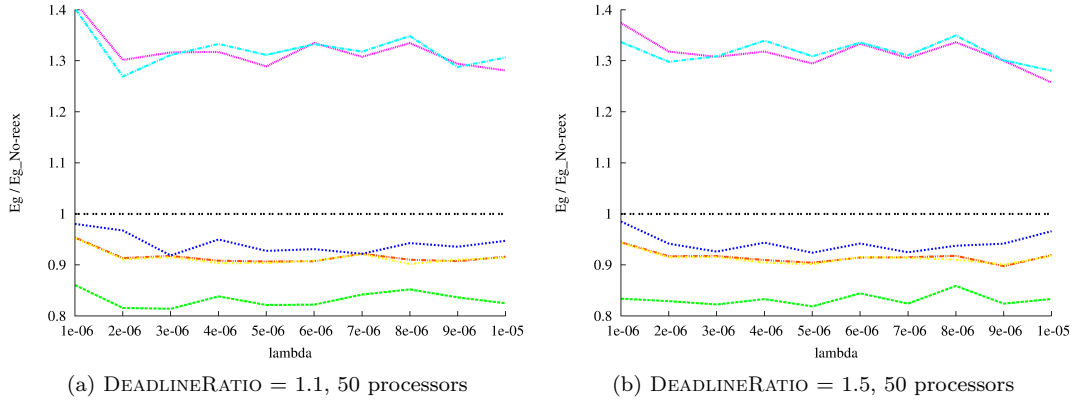 1.4
1.3
1.2
1.1
1
0.9
0.8
Eg / Eg_No-reex
1e-06 2e-06 3e-06 4e-06 5e-06 6e-06 7e-06 8e-06 9e-06 1e-05
lambda
(a) DEADLINERATIO = 1.1, 50 processors
1.4
1.3
1.2
1.1
1
0.9
0.8
Eg / Eg_No-reex
1e-06 2e-06 3e-06 4e-06 5e-06 6e-06 7e-06 8e-06 9e-06 1e-05
lambda
(b) DEADLINERATIO = 1.5, 50 processors